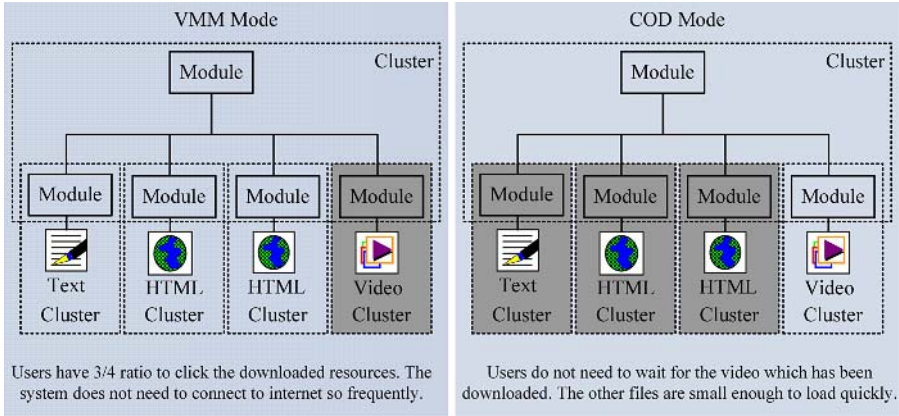 VMM Mode
Cluster
Module
Module
Module
Module
Module
Text
Cluster
HTML
Cluster
HTML
Cluster
Video
Cluster
Users have 3/4 ratio to click the downloaded resources. The
system does not need to connect to internet so frequently.
COD Mode
Cluster
Module
Module
Module
Module
Module
Text
Cluster
HTML
Cluster
HTML
Cluster
Video
Cluster
Users do not need to wait for the video which has been
downloaded. The other files are small enough to load quickly.